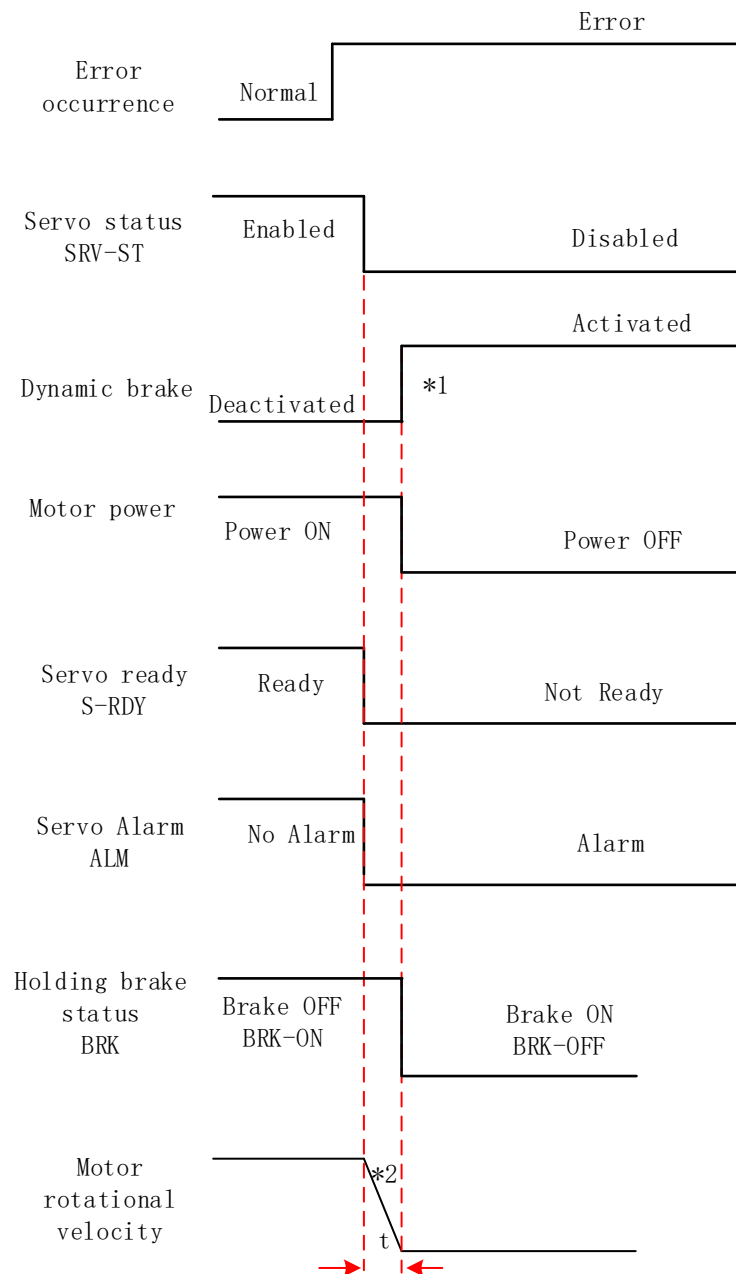 Error
Error
occurrence
Normal
Servo status
SRV-ST
Enabled
Disabled
Activated
Dynamic brake
Deactivated
*1
Motor power
Power ON
Power OFF
Servo ready
S-RDY
Ready
Not Ready
Servo Alarm
ALM
No Alarm
Alarm
Holding brake
status
BRK
Brake OFF
BRK-ON
Brake ON
BRK-OFF
Motor
rotational
velocity
*2
t